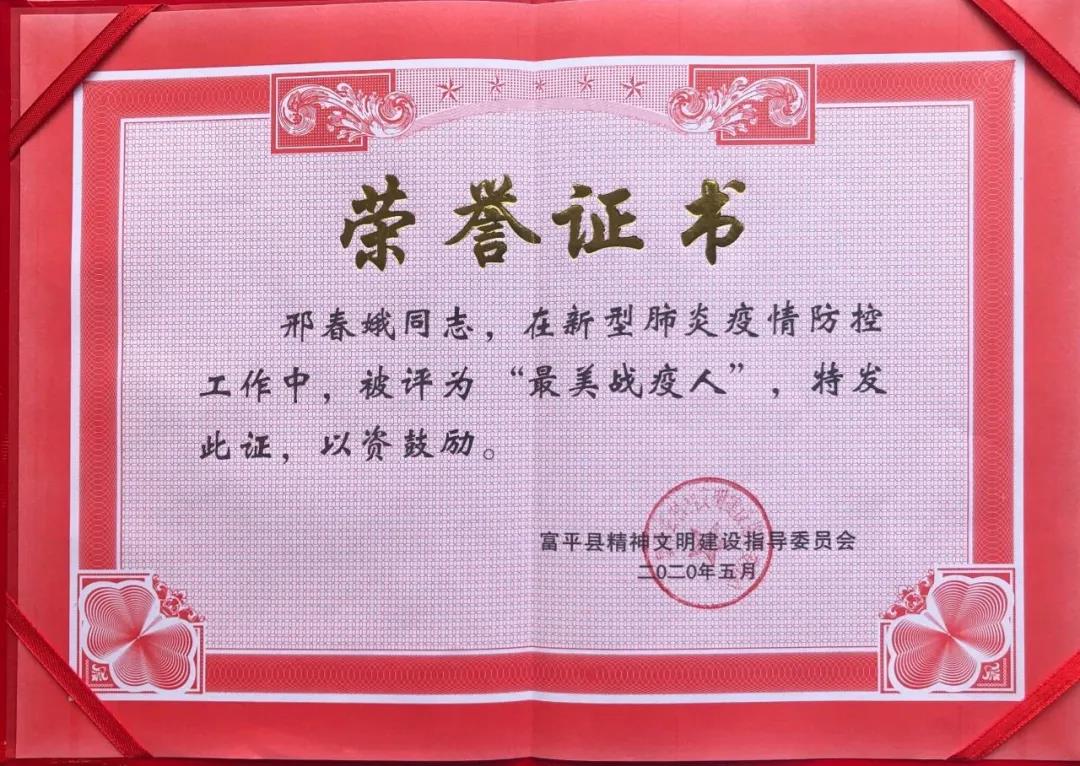 荣誉证书
邢春娥同志，在新型肺炎疫情防控
工作中，被评为“最美战疫人”，特发
此证，以资鼓励。
富平县精神文明建设指导委员会
二〇二〇年五月